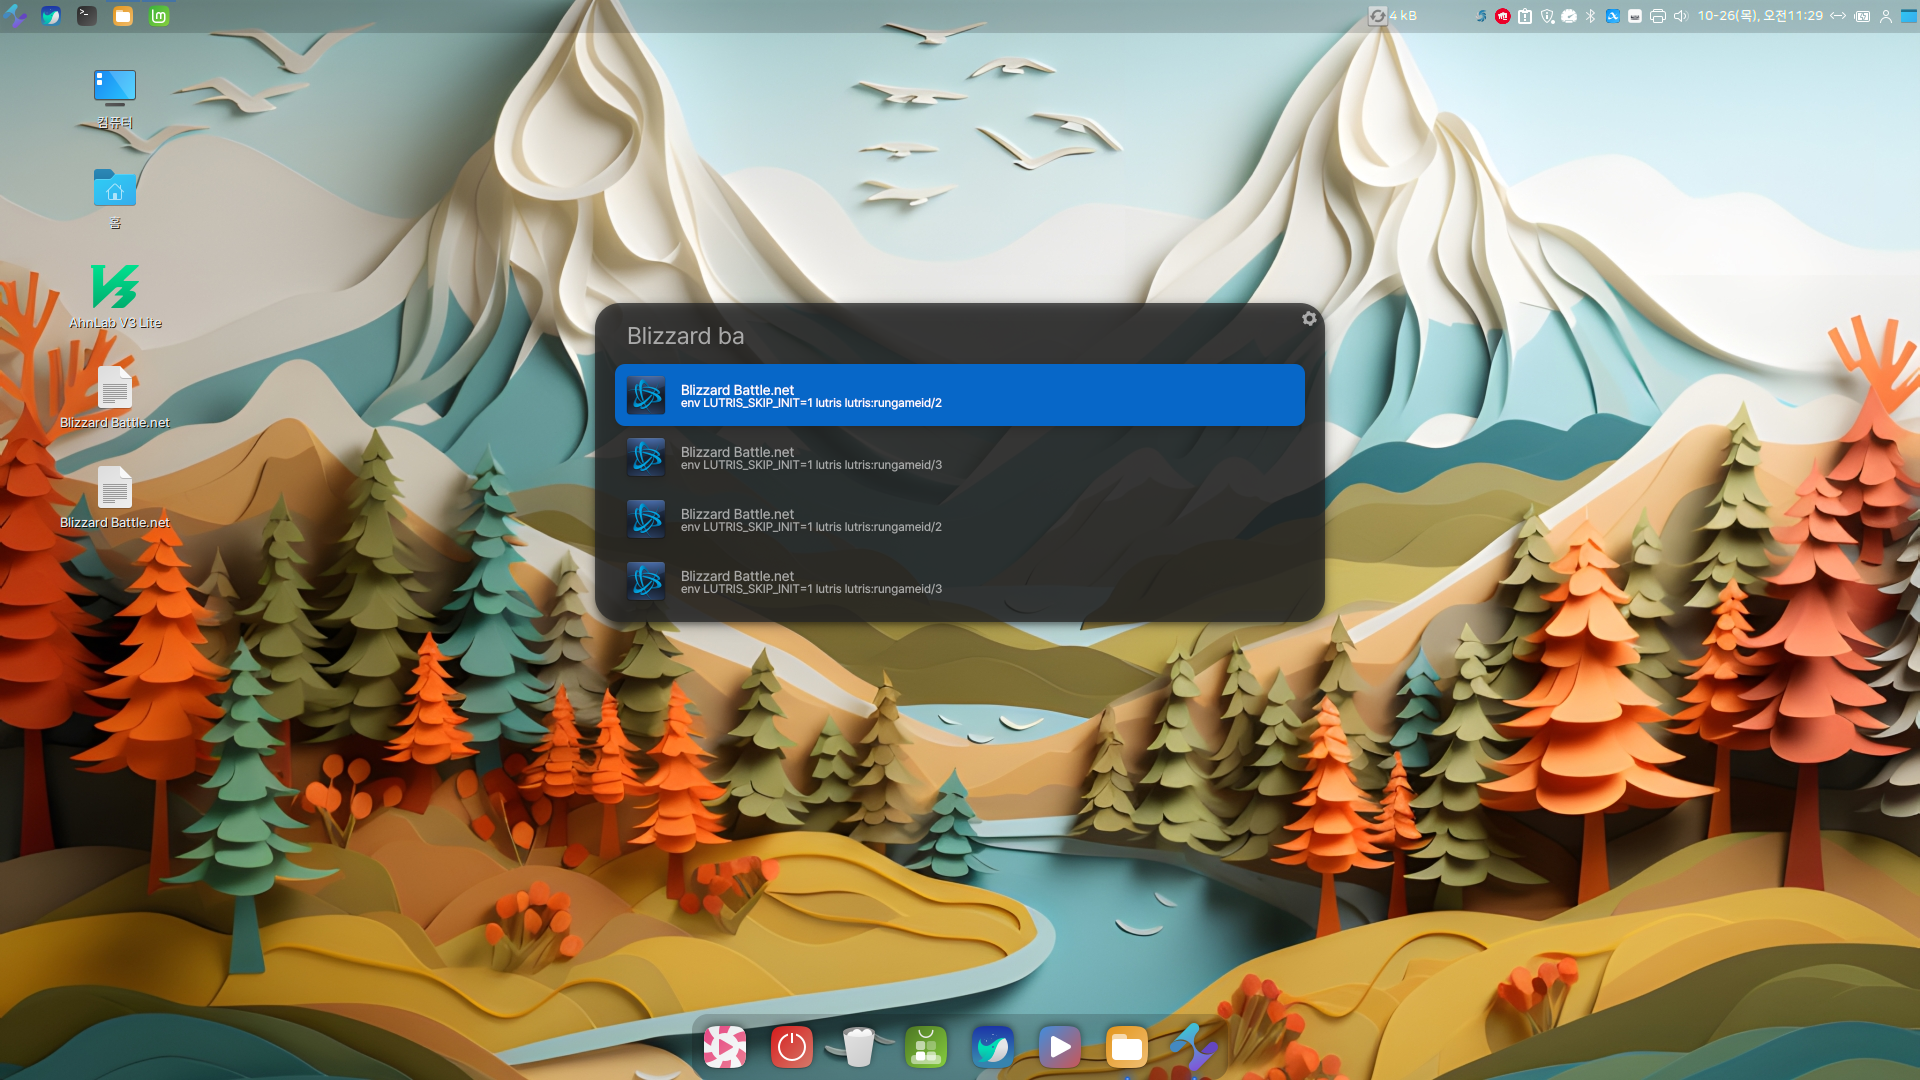 4 kB
10-26(목), 오전11:29
컴퓨터
홈
AhnLab V3 Lite
Blizzard Battle.net
Blizzard Battle.net
Blizzard ba
Blizzard Battle.net
env LUTRIS_SKIP_INIT=1 lutris lutris:rungameid/2
Blizzard Battle.net
env LUTRIS_SKIP_INIT=1 lutris lutris:rungameid/3
Blizzard Battle.net
env LUTRIS_SKIP_INIT=1 lutris lutris:rungameid/2
Blizzard Battle.net
env LUTRIS_SKIP_INIT=1 lutris lutris:rungameid/3